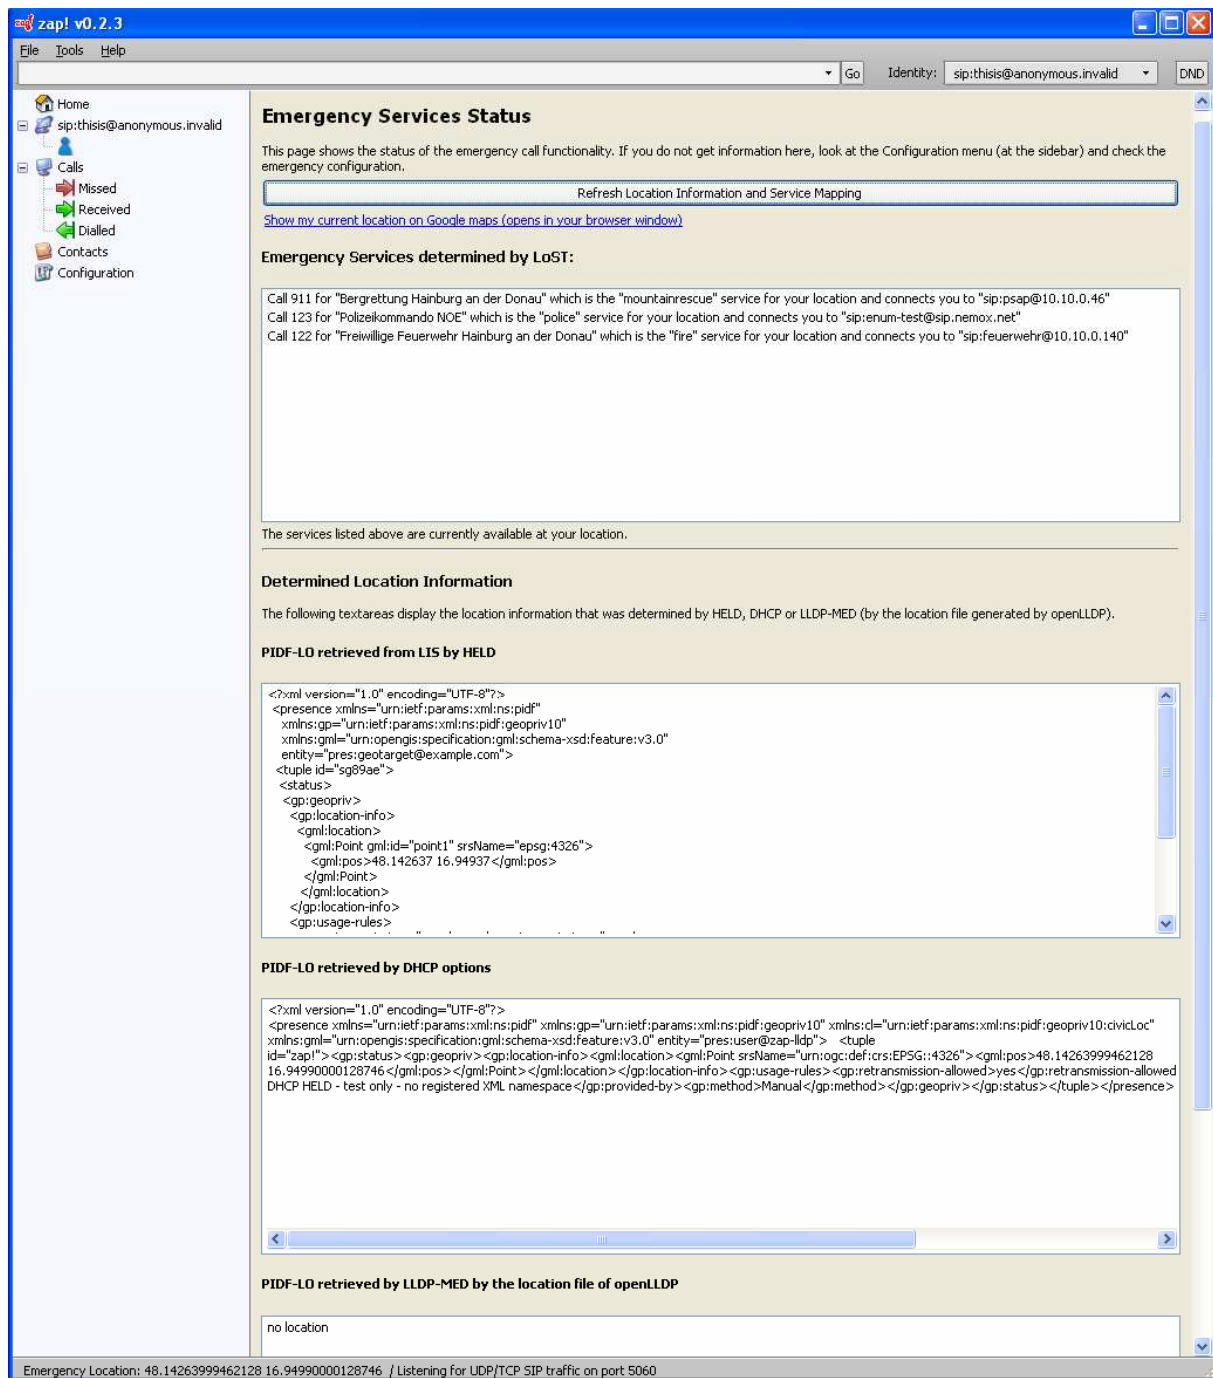 zap! v0.2.3
File Tools Help
Go Identity: sip:thisis@anonymous.invalid DND
Home
sip:thisis@anonymous.invalid
Calls
Missed
Received
Dialled
Contacts
Configuration
Emergency Services Status
This page shows the status of the emergency call functionality. If you do not get information here, look at the Configuration menu (at the sidebar) and check the
emergency configuration.
Refresh Location Information and Service Mapping
Show my current location on Google maps (opens in your browser window)
Emergency Services determined by LoST:
Call 911 for "Bergrettung Hainburg an der Donau" which is the "mountainrescue" service for your location and connects you to "sip:psap@10.10.0.46"
Call 123 for "Polizeikommando NOE" which is the "police" service for your location and connects you to "sip:enum-test@sip.nemox.net"
Call 122 for "Freiwillige Feuerwehr Hainburg an der Donau" which is the "fire" service for your location and connects you to "sip:feuerwehr@10.10.0.140"
The services listed above are currently available at your location.
Determined Location Information
The following textareas display the location information that was determined by HELD, DHCP or LLDP-MED (by the location file generated by openLLDP).
PIDF-LO retrieved from LIS by HELD
<?xml version="1.0" encoding="UTF-8"?>
<presence xmlns="urn:ietf:params:xml:ns:pidf"
xmlns:gp="urn:ietf:params:xml:ns:pidf:geopriv10"
xmlns:gml="urn:opengis:specification:gml:schema-xsd:feature:v3.0"
entity="pres:geotarget@example.com">
<tuple id="sg89ae">
<status>
<gp:geopriv>
<gp:location-info>
<gml:location>
<gml:Point gml:id="point1" srsName="epsg:4326">
<gml:pos>48.142637 16.94937</gml:pos>
</gml:Point>
</gml:location>
</gp:location-info>
<gp:usage-rules>
PIDF-LO retrieved by DHCP options
<?xml version="1.0" encoding="UTF-8"?>
<presence xmlns="urn:ietf:params:xml:ns:pidf" xmlns:gp="urn:ietf:params:xml:ns:pidf:geopriv10" xmlns:cl="urn:ietf:params:xml:ns:pidf:geopriv10:civicLoc"
xmlns:gml="urn:opengis:specification:gml:schema-xsd:feature:v3.0" entity="pres:user@zap-lldp"> <tuple
id="zap!"><gp:status><gp:geopriv><gp:location-info><gml:location><gml:Point srsName="urn:ogc:def:crs:EPSG::4326"><gml:pos>48.14263999462128
16.94990000128746</gml:pos></gml:Point></gml:location></gp:location-info><gp:usage-rules><gp:retransmission-allowed>yes</gp:retransmission-allowed
DHCP HELD - test only - no registered XML namespace</gp:provided-by><gp:method>Manual</gp:method></gp:geopriv></gp:status></tuple></presence>
PIDF-LO retrieved by LLDP-MED by the location file of openLLDP
no location
Emergency Location: 48.14263999462128 16.94990000128746 / Listening for UDP/TCP SIP traffic on port 5060